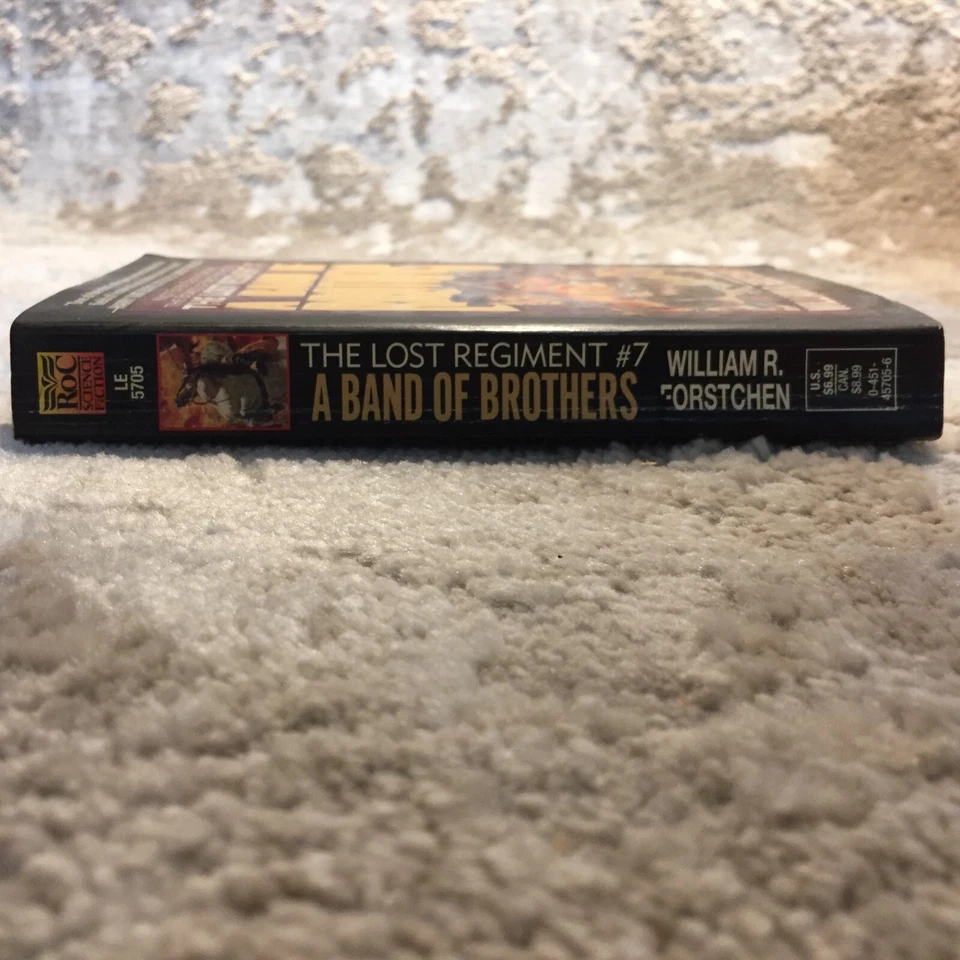 ROC
SCIENCE
FICTION
LE
5705
THE LOST REGIMENT #7
A BAND OF BROTHERS
WILLIAM R.
FORSTCHEN
U.S.
$6.99
CAN.
$8.99
0-451-
45705-6